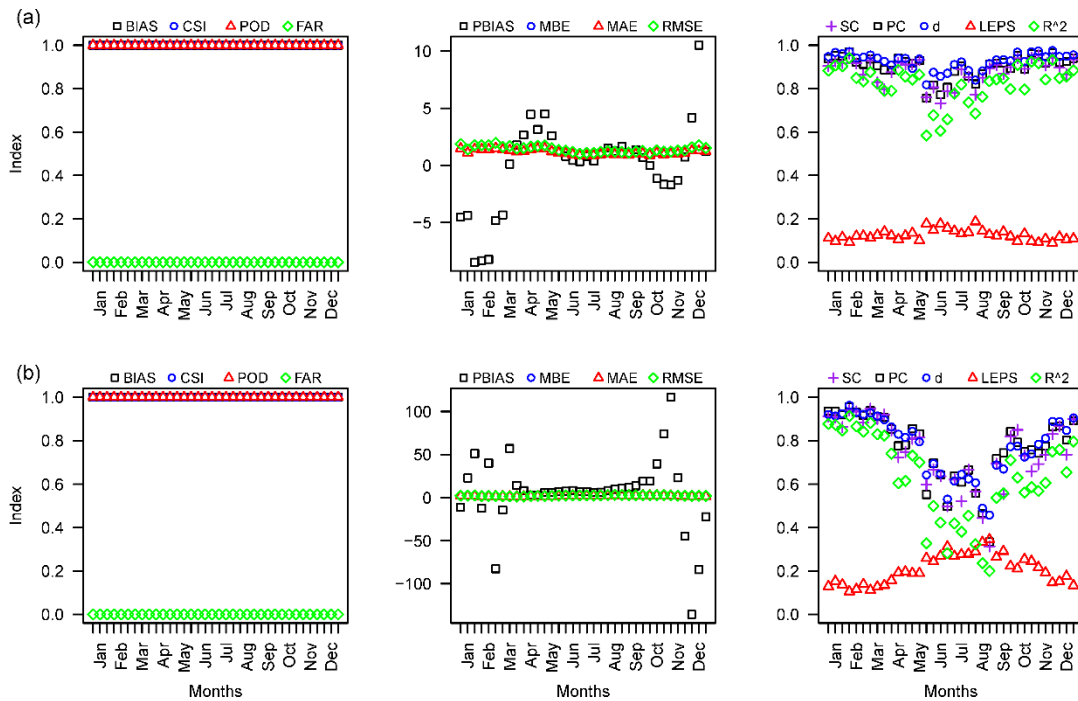 (a)
BIAS CSI POD FAR
PBIAS MBE MAE RMSE
SC PC d LEPS R^2
Index
1.0
0.8
0.6
0.4
0.2
0.0
10
5
0
−5
1.0
0.8
0.6
0.4
0.2
0.0
Jan Feb Mar Apr May Jun Jul Aug Sep Oct Nov Dec
Jan Feb Mar Apr May Jun Jul Aug Sep Oct Nov Dec
Jan Feb Mar Apr May Jun Jul Aug Sep Oct Nov Dec
(b)
BIAS CSI POD FAR
PBIAS MBE MAE RMSE
SC PC d LEPS R^2
Index
1.0
0.8
0.6
0.4
0.2
0.0
100
50
0
−50
−100
1.0
0.8
0.6
0.4
0.2
0.0
Jan Feb Mar Apr May Jun Jul Aug Sep Oct Nov Dec
Jan Feb Mar Apr May Jun Jul Aug Sep Oct Nov Dec
Jan Feb Mar Apr May Jun Jul Aug Sep Oct Nov Dec
Months
Months
Months